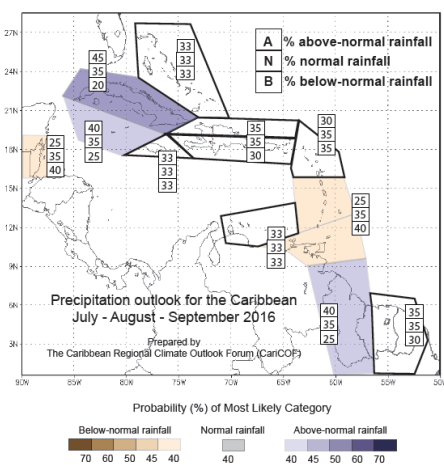 27N
24N
21N
18N
15N
12N
9N
6N
3N
90W
85W
80W
75W
70W
65W
60W
55W
50W
A % above-normal rainfall
N % normal rainfall
B % below-normal rainfall
45
35
20
33
33
33
40
35
25
25
35
40
33
33
33
35
35
30
30
35
35
25
35
40
33
33
33
40
35
25
35
35
30
Precipitation outlook for the Caribbean
July - August - September 2016
Prepared by
The Caribbean Regional Climate Outlook Forum (CariCOF)
Probability (%) of Most Likely Category
Below-normal rainfall Normal rainfall Above-normal rainfall
70 60 50 45 40 40 40 45 50 60 70